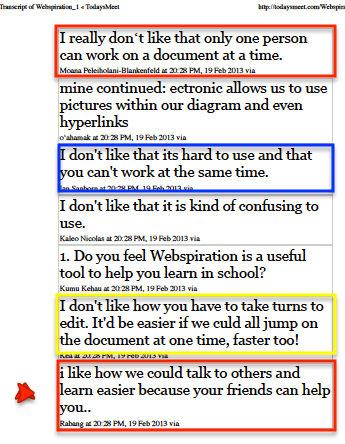 Transcript of Webspiration_1 « TodaysMeet
http://todaysmeet.com/Webspir
I really don't like that only one person
can work on a document at a time.
Moana Peleiholani-Blankenfeld at 20:28 PM, 19 Feb 2013 via
mine continued: ectronic allows us to use
pictures within our diagram and even
hyperlinks
o'ahamak at 20:28 PM, 19 Feb 2013 via
I don't like that its hard to use and that
you can't work at the same time.
Ian Sanborn at 20:28 PM, 19 Feb 2013 via
I don't like that it is kind of confusing to
use.
Kaleo Nicolas at 20:28 PM, 19 Feb 2013 via
1. Do you feel Webspiration is a useful
tool to help you learn in school?
Kumu Kehau at 20:28 PM, 19 Feb 2013 via
I don't like how you have to take turns to
edit. It'd be easier if we culd all jump on
the document at one time, faster too!
Kea at 20:28 PM, 19 Feb 2013 via
i like how we could talk to others and
learn easier because your friends can help
you..
Rabang at 20:28 PM, 19 Feb 2013 via